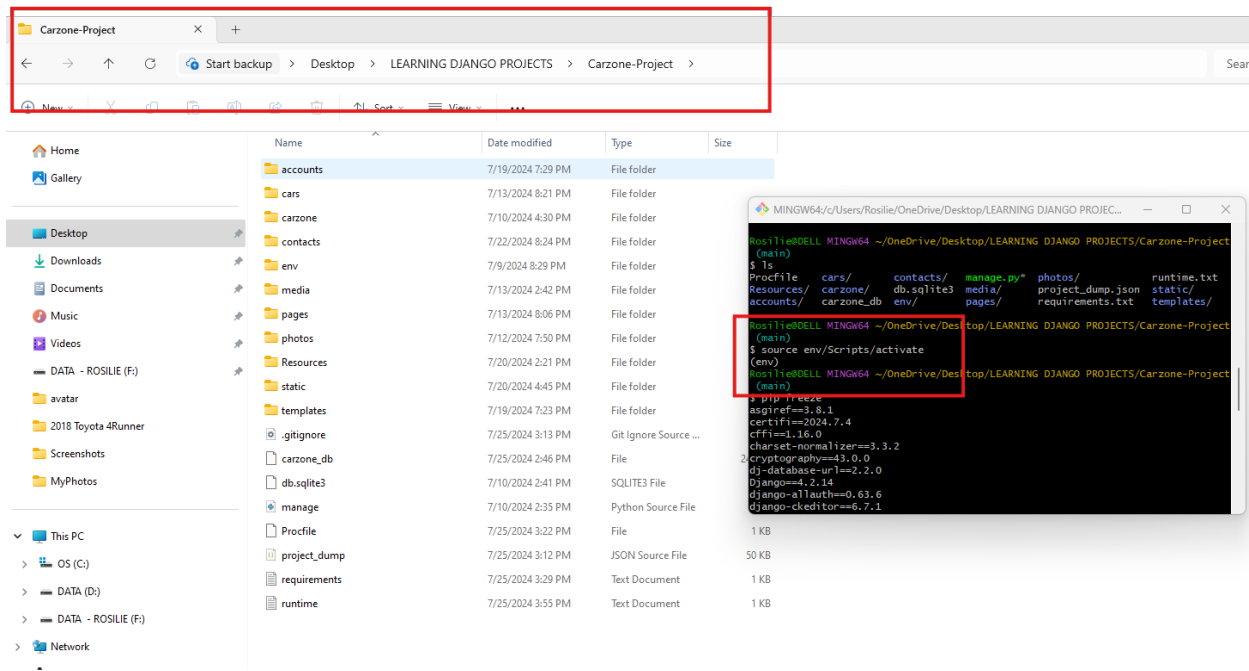 Carzone-Project
Start backup > Desktop > LEARNING DJANGO PROJECTS > Carzone-Project >
Sear
New Sort View
Home
Gallery
Desktop
Downloads
Documents
Music
Videos
DATA - ROSILIE (F:)
avatar
2018 Toyota 4Runner
Screenshots
MyPhotos
This PC
OS (C:)
DATA (D:)
DATA - ROSILIE (F:)
Network
Name Date modified Type Size
accounts 7/19/2024 7:29 PM File folder
cars 7/13/2024 8:21 PM File folder
carzone 7/10/2024 4:30 PM File folder
contacts 7/22/2024 8:24 PM File folder
env 7/9/2024 8:29 PM File folder
media 7/13/2024 2:42 PM File folder
pages 7/13/2024 8:06 PM File folder
photos 7/12/2024 7:50 PM File folder
Resources 7/20/2024 2:21 PM File folder
static 7/20/2024 4:45 PM File folder
templates 7/19/2024 7:23 PM File folder
.gitignore 7/25/2024 3:13 PM Git Ignore Source ...
carzone_db 7/25/2024 2:46 PM File
db.sqlite3 7/10/2024 2:41 PM SQLITE3 File
manage 7/10/2024 2:35 PM Python Source File
Procfile 7/25/2024 3:22 PM File 1 KB
project_dump 7/25/2024 3:12 PM JSON Source File 50 KB
requirements 7/25/2024 3:29 PM Text Document 1 KB
runtime 7/25/2024 3:55 PM Text Document 1 KB
MINGW64:/c/Users/Rosilie/OneDrive/Desktop/LEARNING DJANGO PROJEC...
Rosilie@DELL MINGW64 ~/OneDrive/Desktop/LEARNING DJANGO PROJECTS/Carzone-Project
(main)
$ ls
Procfile cars/ contacts/ manage.py* photos/ runtime.txt
Resources/ carzone/ db.sqlite3 media/ project_dump.json static/
accounts/ carzone_db env/ pages/ requirements.txt templates/
Rosilie@DELL MINGW64 ~/OneDrive/Desktop/LEARNING DJANGO PROJECTS/Carzone-Project
(main)
$ source env/Scripts/activate
(env)
Rosilie@DELL MINGW64 ~/OneDrive/Desktop/LEARNING DJANGO PROJECTS/Carzone-Project
(main)
$ pip freeze
asgiref==3.8.1
certifi==2024.7.4
cffi==1.16.0
charset-normalizer==3.3.2
cryptography==43.0.0
dj-database-url==2.2.0
Django==4.2.14
django-allauth==0.63.6
django-ckeditor==6.7.1